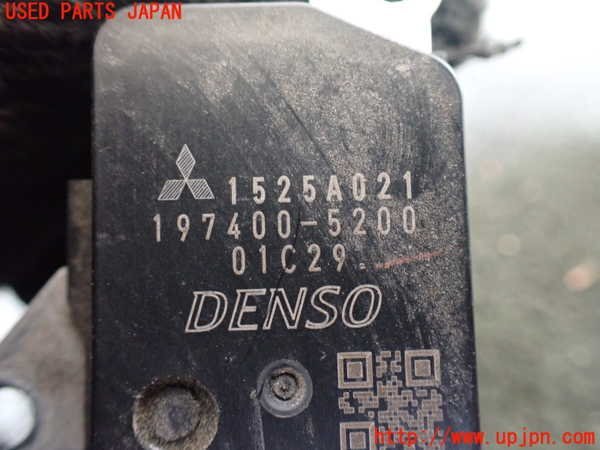 USED PARTS JAPAN
1525A021
197400-5200
01C29
DENSO
http://www.upjpn.com/